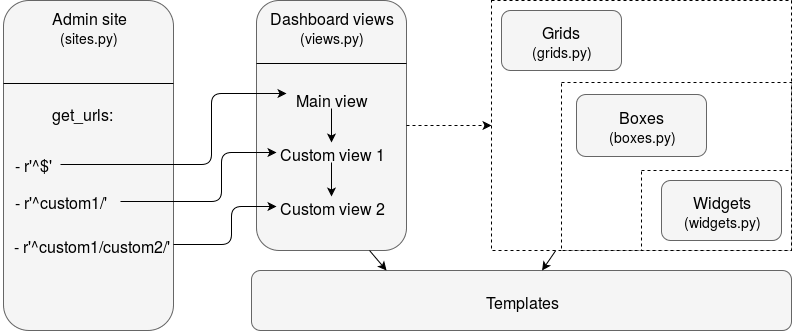 Admin site
(sites.py)
get_urls:
- r'^$'
- r'^custom1/'
- r'^custom1/custom2/'
Dashboard views
(views.py)
Main view
Custom view 1
Custom view 2
Grids
(grids.py)
Boxes
(boxes.py)
Widgets
(widgets.py)
Templates